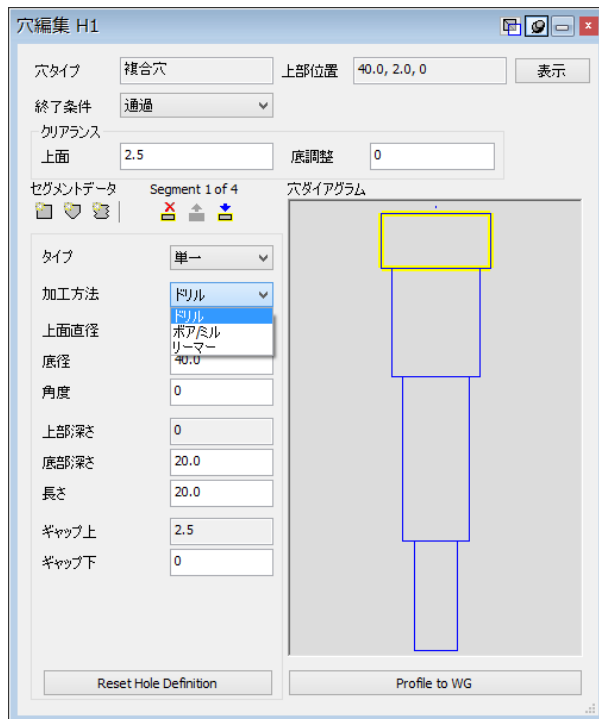 穴編集 H1
穴タイプ 複合穴 上部位置 40.0, 2.0, 0 表示
終了条件 通過
クリアランス
上面 2.5 底調整 0
セグメントデータ Segment 1 of 4 穴ダイアグラム
タイプ 単一
加工方法 ドリル
ドリル
上面直径 ボア/ミル
リーマー
底径 40.0
角度 0
上部深さ 0
底部深さ 20.0
長さ 20.0
ギャップ上 2.5
ギャップ下 0
Reset Hole Definition Profile to WG